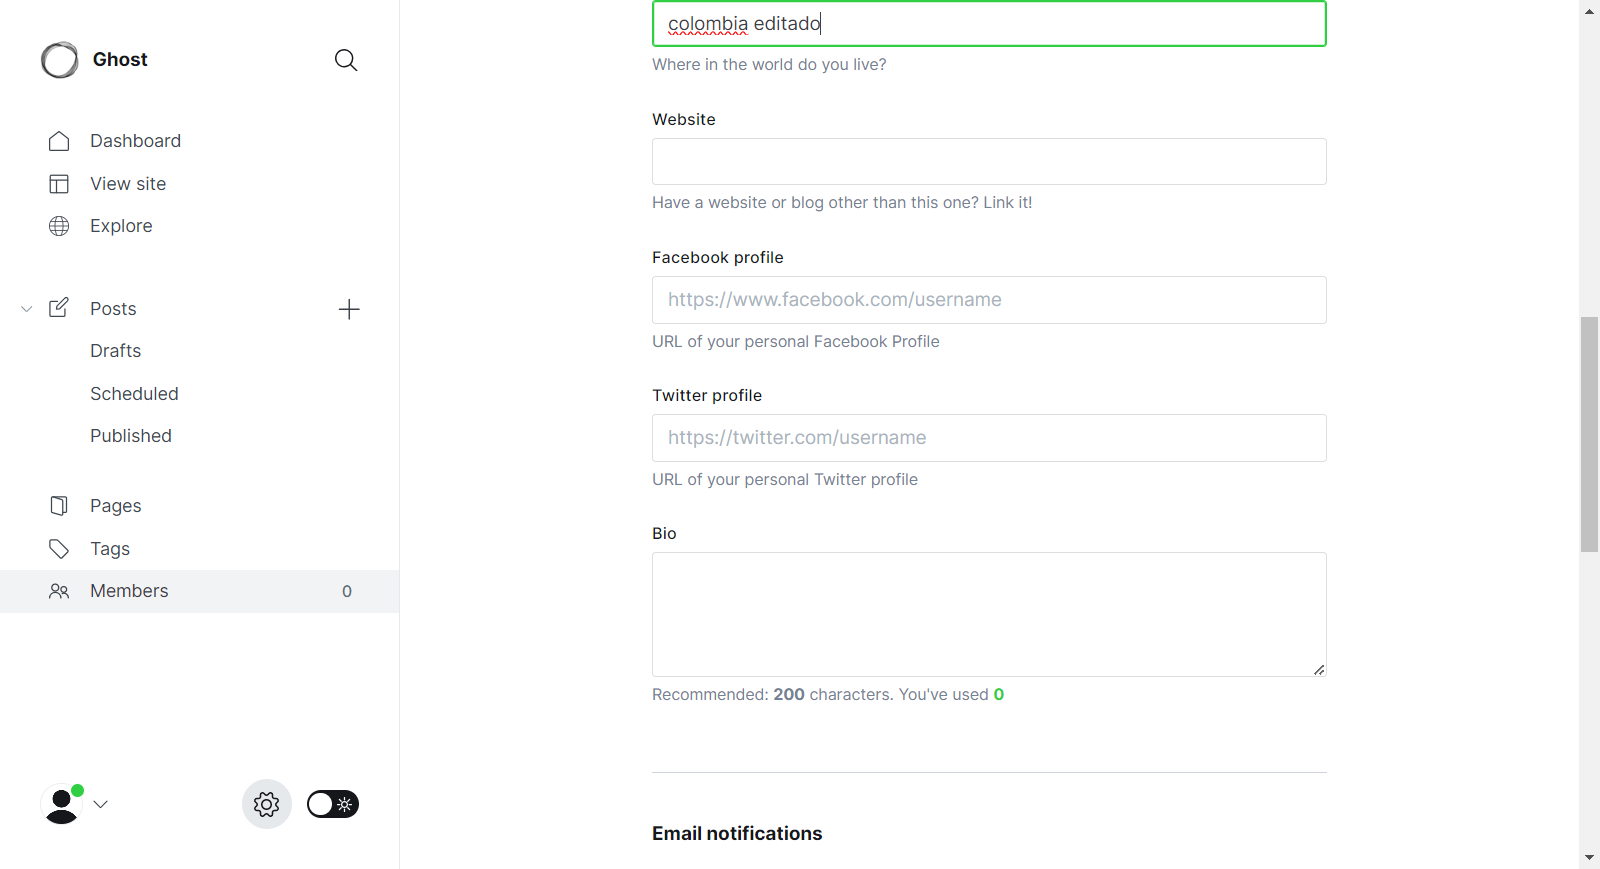 Ghost
Dashboard
View site
Explore
Posts
Drafts
Scheduled
Published
Pages
Tags
Members 0
colombia editado
Where in the world do you live?
Website
Have a website or blog other than this one? Link it!
Facebook profile
https://www.facebook.com/username
URL of your personal Facebook Profile
Twitter profile
https://twitter.com/username
URL of your personal Twitter profile
Bio
Recommended: 200 characters. You've used 0
Email notifications